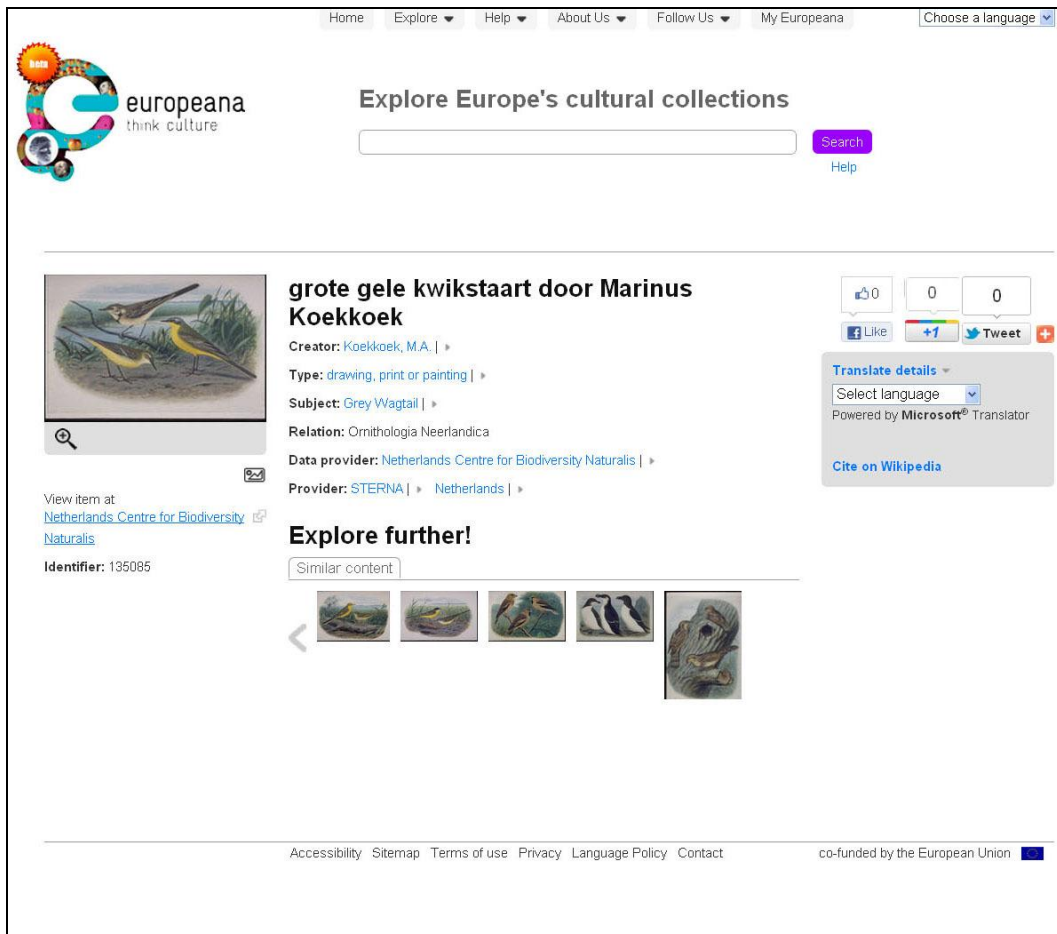 Home Explore Help About Us Follow Us My Europeana Choose a language
beta
europeana
think culture
Explore Europe's cultural collections
Search
Help
grote gele kwikstaart door Marinus
Koekkoek
Creator: Koekkoek, M.A. |
Type: drawing, print or painting |
Subject: Grey Wagtail |
Relation: Ornithologia Neerlandica
Data provider: Netherlands Centre for Biodiversity Naturalis |
Provider: STERNA | Netherlands |
View item at
Netherlands Centre for Biodiversity
Naturalis
Identifier: 135085
0 0 0
Like +1 Tweet
Translate details
Select language
Powered by Microsoft® Translator
Cite on Wikipedia
Explore further!
Similar content
Accessibility Sitemap Terms of use Privacy Language Policy Contact co-funded by the European Union